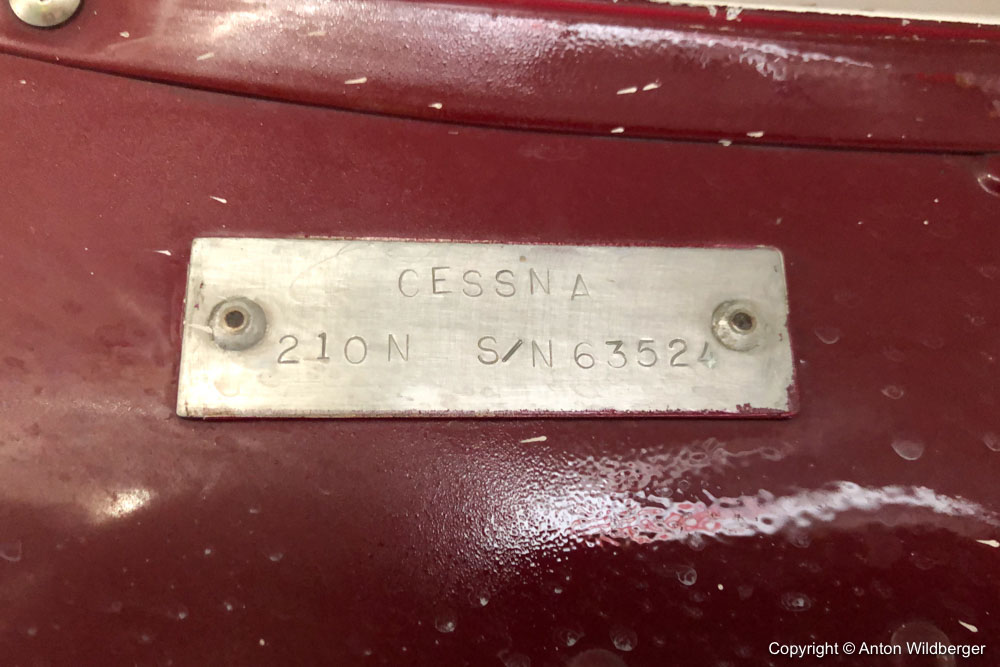 CESSNA
210N S/N 63524
Copyright © Anton Wildberger